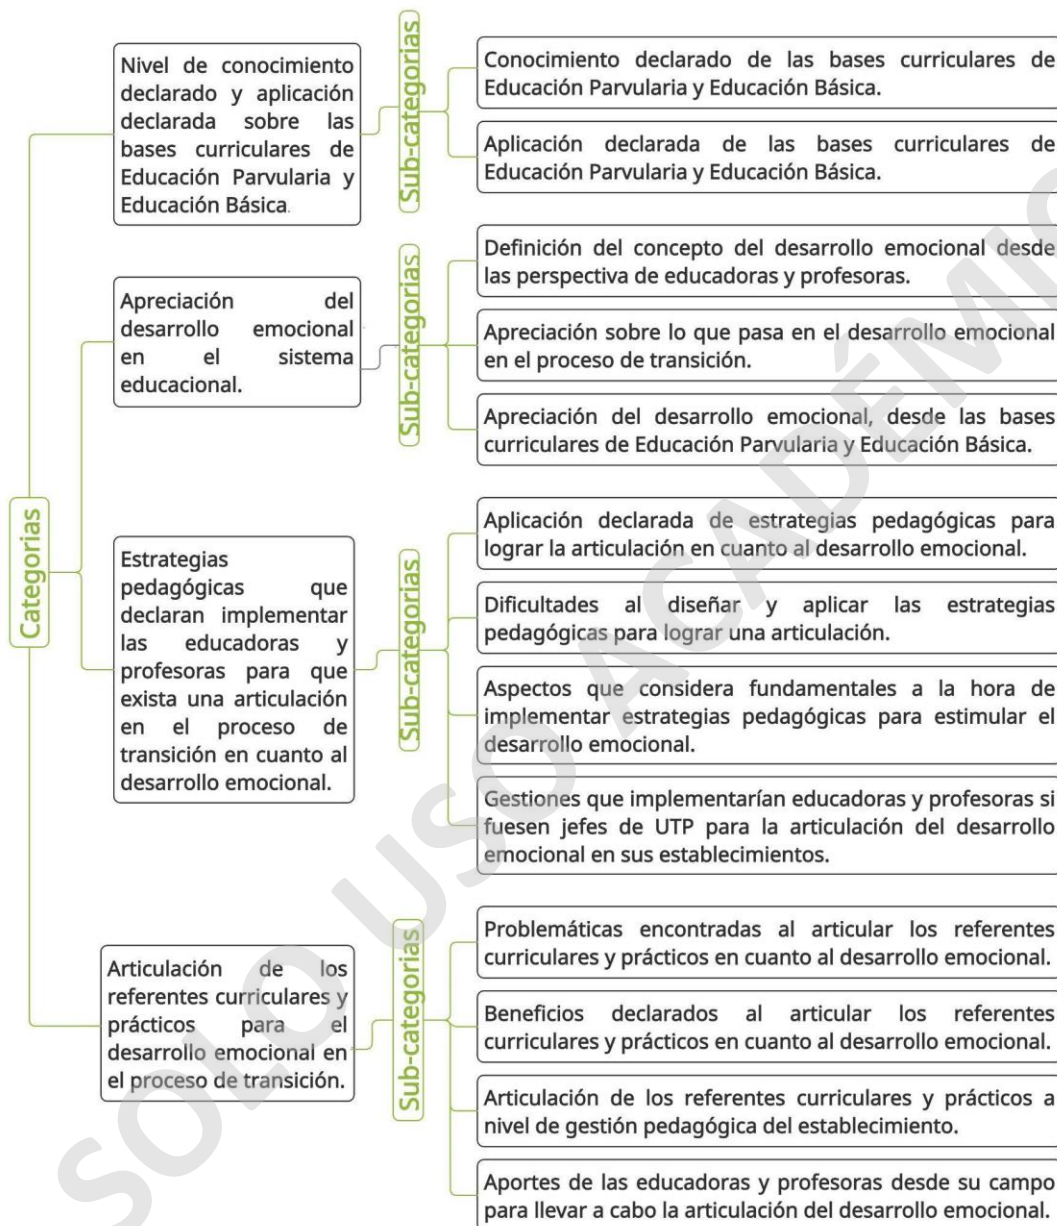 Categorias
Nivel de conocimiento
declarado y aplicación
declarada sobre las
bases curriculares de
Educación Parvularia y
Educación Básica.
Sub-categorias
Conocimiento declarado de las bases curriculares de
Educación Parvularia y Educación Básica.
Aplicación declarada de las bases curriculares de
Educación Parvularia y Educación Básica.
Apreciación del
desarrollo emocional
en el sistema
educacional.
Sub-categorias
Definición del concepto del desarrollo emocional desde
las perspectiva de educadoras y profesoras.
Apreciación sobre lo que pasa en el desarrollo emocional
en el proceso de transición.
Apreciación del desarrollo emocional, desde las bases
curriculares de Educación Parvularia y Educación Básica.
Estrategias
pedagógicas que
declaran implementar
las educadoras y
profesoras para que
exista una articulación
en el proceso de
transición en cuanto al
desarrollo emocional.
Sub-categorias
Aplicación declarada de estrategias pedagógicas para
lograr la articulación en cuanto al desarrollo emocional.
Dificultades al diseñar y aplicar las estrategias
pedagógicas para lograr una articulación.
Aspectos que considera fundamentales a la hora de
implementar estrategias pedagógicas para estimular el
desarrollo emocional.
Gestiones que implementarían educadoras y profesoras si
fuesen jefes de UTP para la articulación del desarrollo
emocional en sus establecimientos.
Articulación de los
referentes curriculares y
prácticos para el
desarrollo emocional en
el proceso de transición.
Sub-categorias
Problemáticas encontradas al articular los referentes
curriculares y prácticos en cuanto al desarrollo emocional.
Beneficios declarados al articular los referentes
curriculares y prácticos en cuanto al desarrollo emocional.
Articulación de los referentes curriculares y prácticos a
nivel de gestión pedagógica del establecimiento.
Aportes de las educadoras y profesoras desde su campo
para llevar a cabo la articulación del desarrollo emocional.
SOLO USO ACADÉMIC